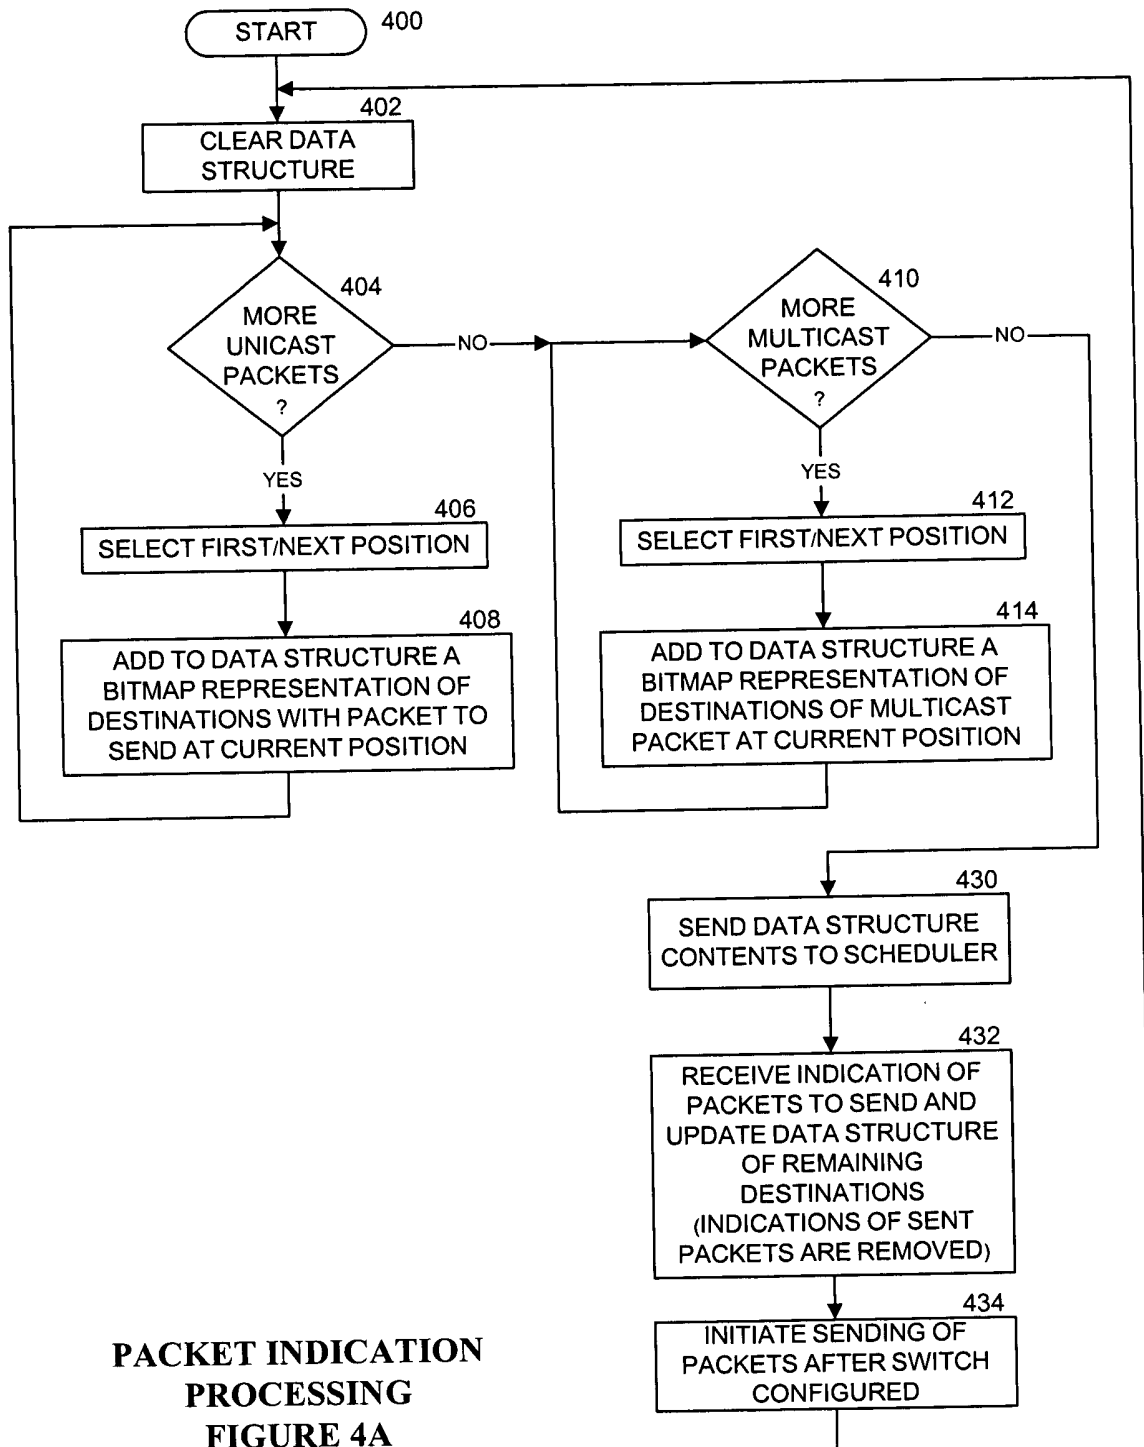 START
400
402
CLEAR DATA
STRUCTURE
404
MORE
UNICAST
PACKETS
?
NO
YES
406
SELECT FIRST/NEXT POSITION
408
ADD TO DATA STRUCTURE A
BITMAP REPRESENTATION OF
DESTINATIONS WITH PACKET TO
SEND AT CURRENT POSITION
410
MORE
MULTICAST
PACKETS
?
NO
YES
412
SELECT FIRST/NEXT POSITION
414
ADD TO DATA STRUCTURE A
BITMAP REPRESENTATION OF
DESTINATIONS OF MULTICAST
PACKET AT CURRENT POSITION
430
SEND DATA STRUCTURE
CONTENTS TO SCHEDULER
432
RECEIVE INDICATION OF
PACKETS TO SEND AND
UPDATE DATA STRUCTURE
OF REMAINING
DESTINATIONS
(INDICATIONS OF SENT
PACKETS ARE REMOVED)
434
INITIATE SENDING OF
PACKETS AFTER SWITCH
CONFIGURED
PACKET INDICATION
PROCESSING
FIGURE 4A